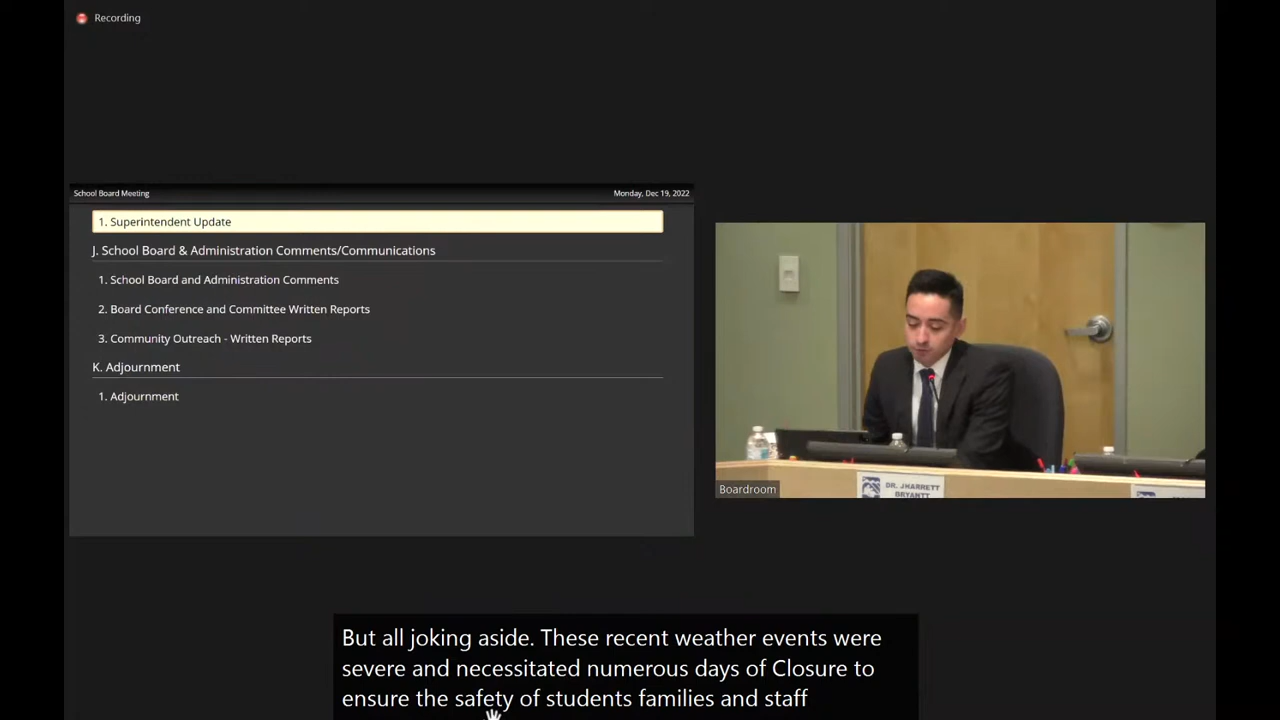 Recording
School Board Meeting
Monday, Dec 19, 2022
1. Superintendent Update
J. School Board & Administration Comments/Communications
1. School Board and Administration Comments
2. Board Conference and Committee Written Reports
3. Community Outreach - Written Reports
K. Adjournment
1. Adjournment
DR. JHARRETT
BRYANTT
Boardroom
But all joking aside. These recent weather events were
severe and necessitated numerous days of Closure to
ensure the safety of students families and staff